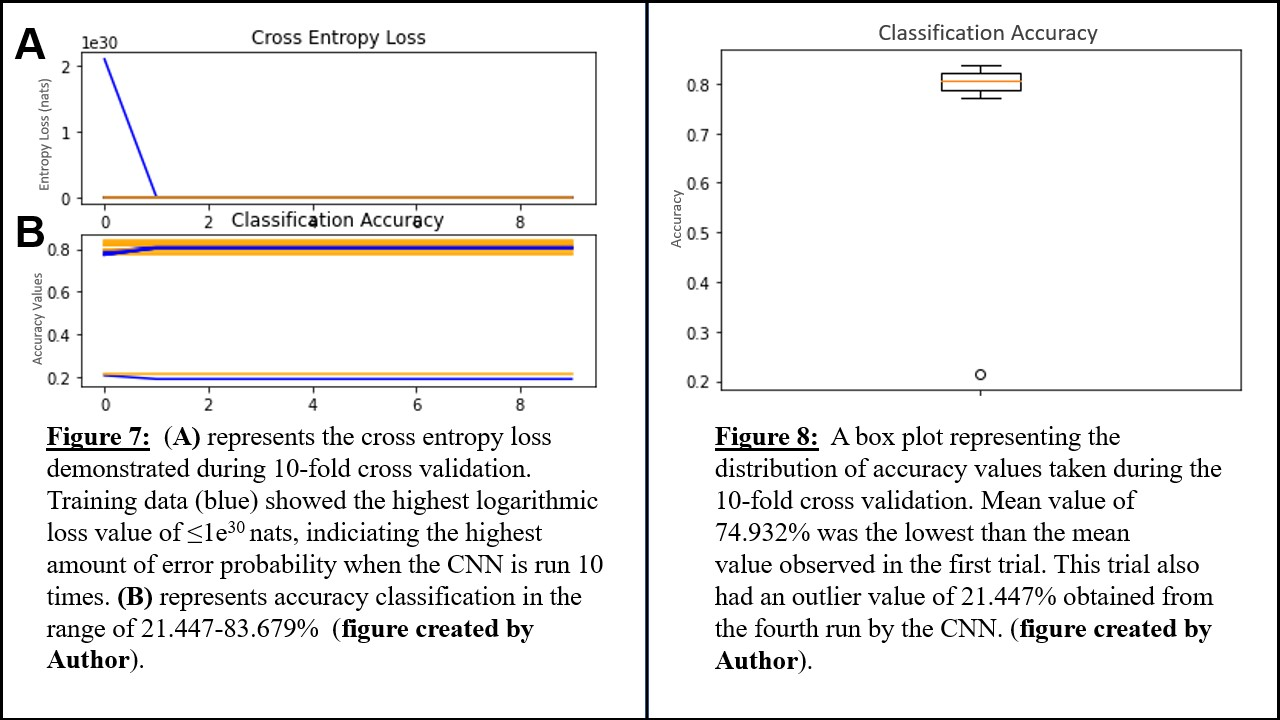 A
1e30
Cross Entropy Loss
Entropy Loss (nats)
2
1
0
0 2 4 6 8
B
Classification Accuracy
Accuracy Values
0.8
0.6
0.4
0.2
0 2 4 6 8
Figure 7: (A) represents the cross entropy loss
demonstrated during 10-fold cross validation.
Training data (blue) showed the highest logarithmic
loss value of ≤1e³⁰ nats, indiciating the highest
amount of error probability when the CNN is run 10
times. (B) represents accuracy classification in the
range of 21.447-83.679% (figure created by
Author).
Classification Accuracy
Accuracy
0.8
0.7
0.6
0.5
0.4
0.3
0.2
Figure 8: A box plot representing the
distribution of accuracy values taken during the
10-fold cross validation. Mean value of
74.932% was the lowest than the mean
value observed in the first trial. This trial also
had an outlier value of 21.447% obtained from
the fourth run by the CNN. (figure created by
Author).